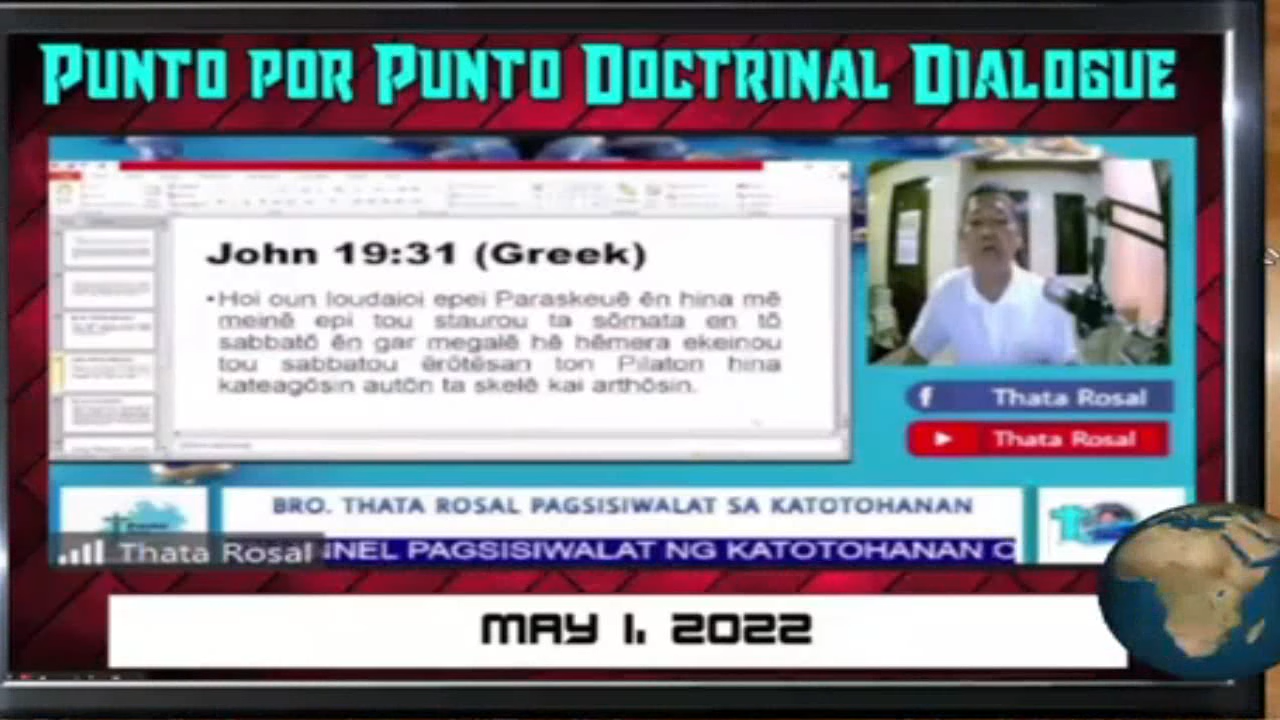 PUNTO POR PUNTO DOCTRINAL DIALOGUE
John 19:31 (Greek)
•Hoi oun Ioudaioi epei Paraskeuē ēn hina mē
meinē epi tou staurou ta sōmata en tō
sabbatō ēn gar megalē hē hēmera ekeinou
tou sabbatou ērōtēsan ton Pilaton hina
kateagōsin autōn ta skelē kai arthōsin.
f Thata Rosal
Thata Rosal
BRO. THATA ROSAL PAGSISIWALAT SA KATOTOHANAN
Thata Rosal
NNEL PAGSISIWALAT NG KATOTOHANAN
MAY 1, 2022